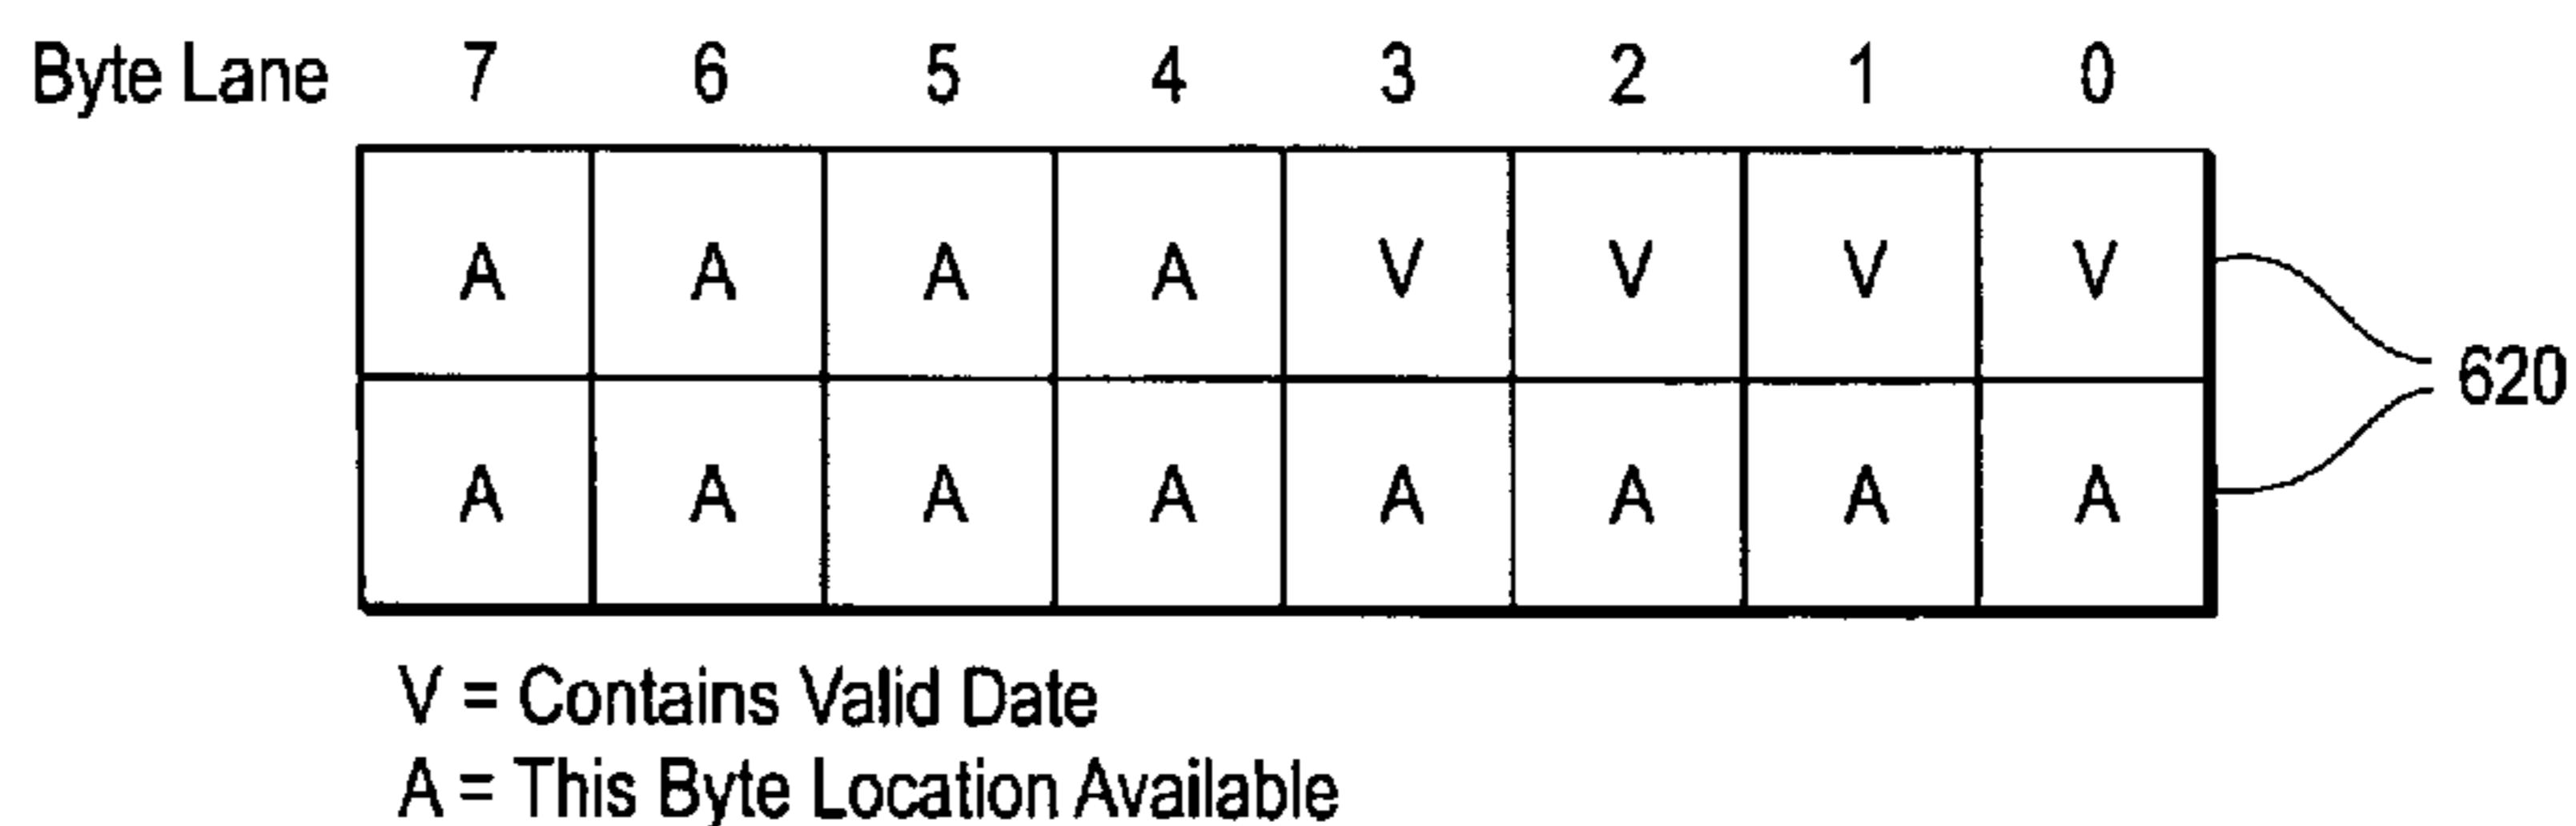 Byte Lane 7 6 5 4 3 2 1 0
A A A A V V V V
620
A A A A A A A A
V = Contains Valid Date
A = This Byte Location Available